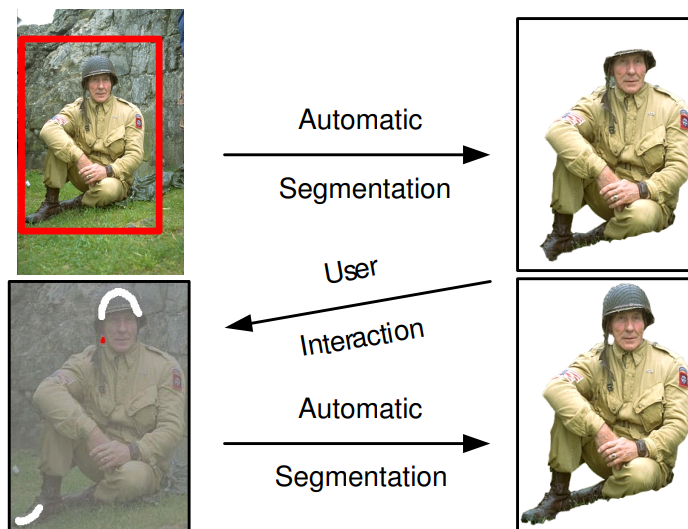 Automatic
Segmentation
User
Interaction
Automatic
Segmentation